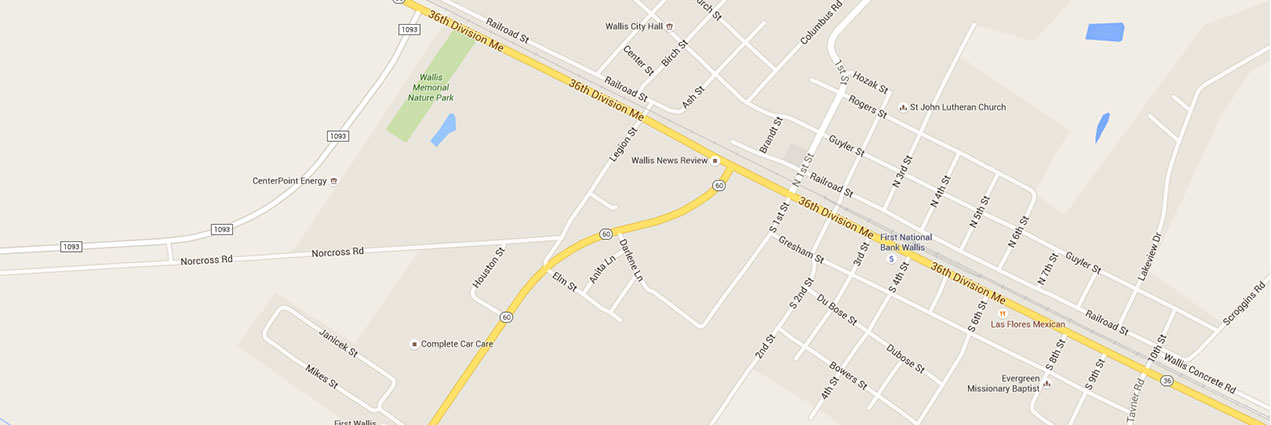 1093
36th Division Me
Railroad St
Wallis City Hall
Birch St
Center St
Columbus Rd
Wallis
Memorial
Nature Park
Railroad St
36th Division Me
Ash St
1st St
Hozak St
Rogers St
St John Lutheran Church
1093
Legion St
Brandt St
Guyler St
Wallis News Review
CenterPoint Energy
60
N 1st St
Railroad St
N 3rd St
N 4th St
N 5th St
N 6th St
36th Division Me
S 1st St
1093
1093
Norcross Rd
Norcross Rd
60
Darlene Ln
Anita Ln
Elm St
Houston St
Gresham St
3rd St
First National
Bank Wallis
S 4th St
36th Division Me
N 7th St
Guyler St
Lakeview Dr
Scroggins Rd
S 2nd St
Du Bose St
60
Janicek St
Mikes St
Complete Car Care
2nd St
4th St
Bowers St
Dubose St
S 6th St
Las Flores Mexican
Railroad St
10th St
Wallis Concrete Rd
S 8th St
S 9th St
Evergreen
Missionary Baptist
Tavner Rd
36
First Wallis